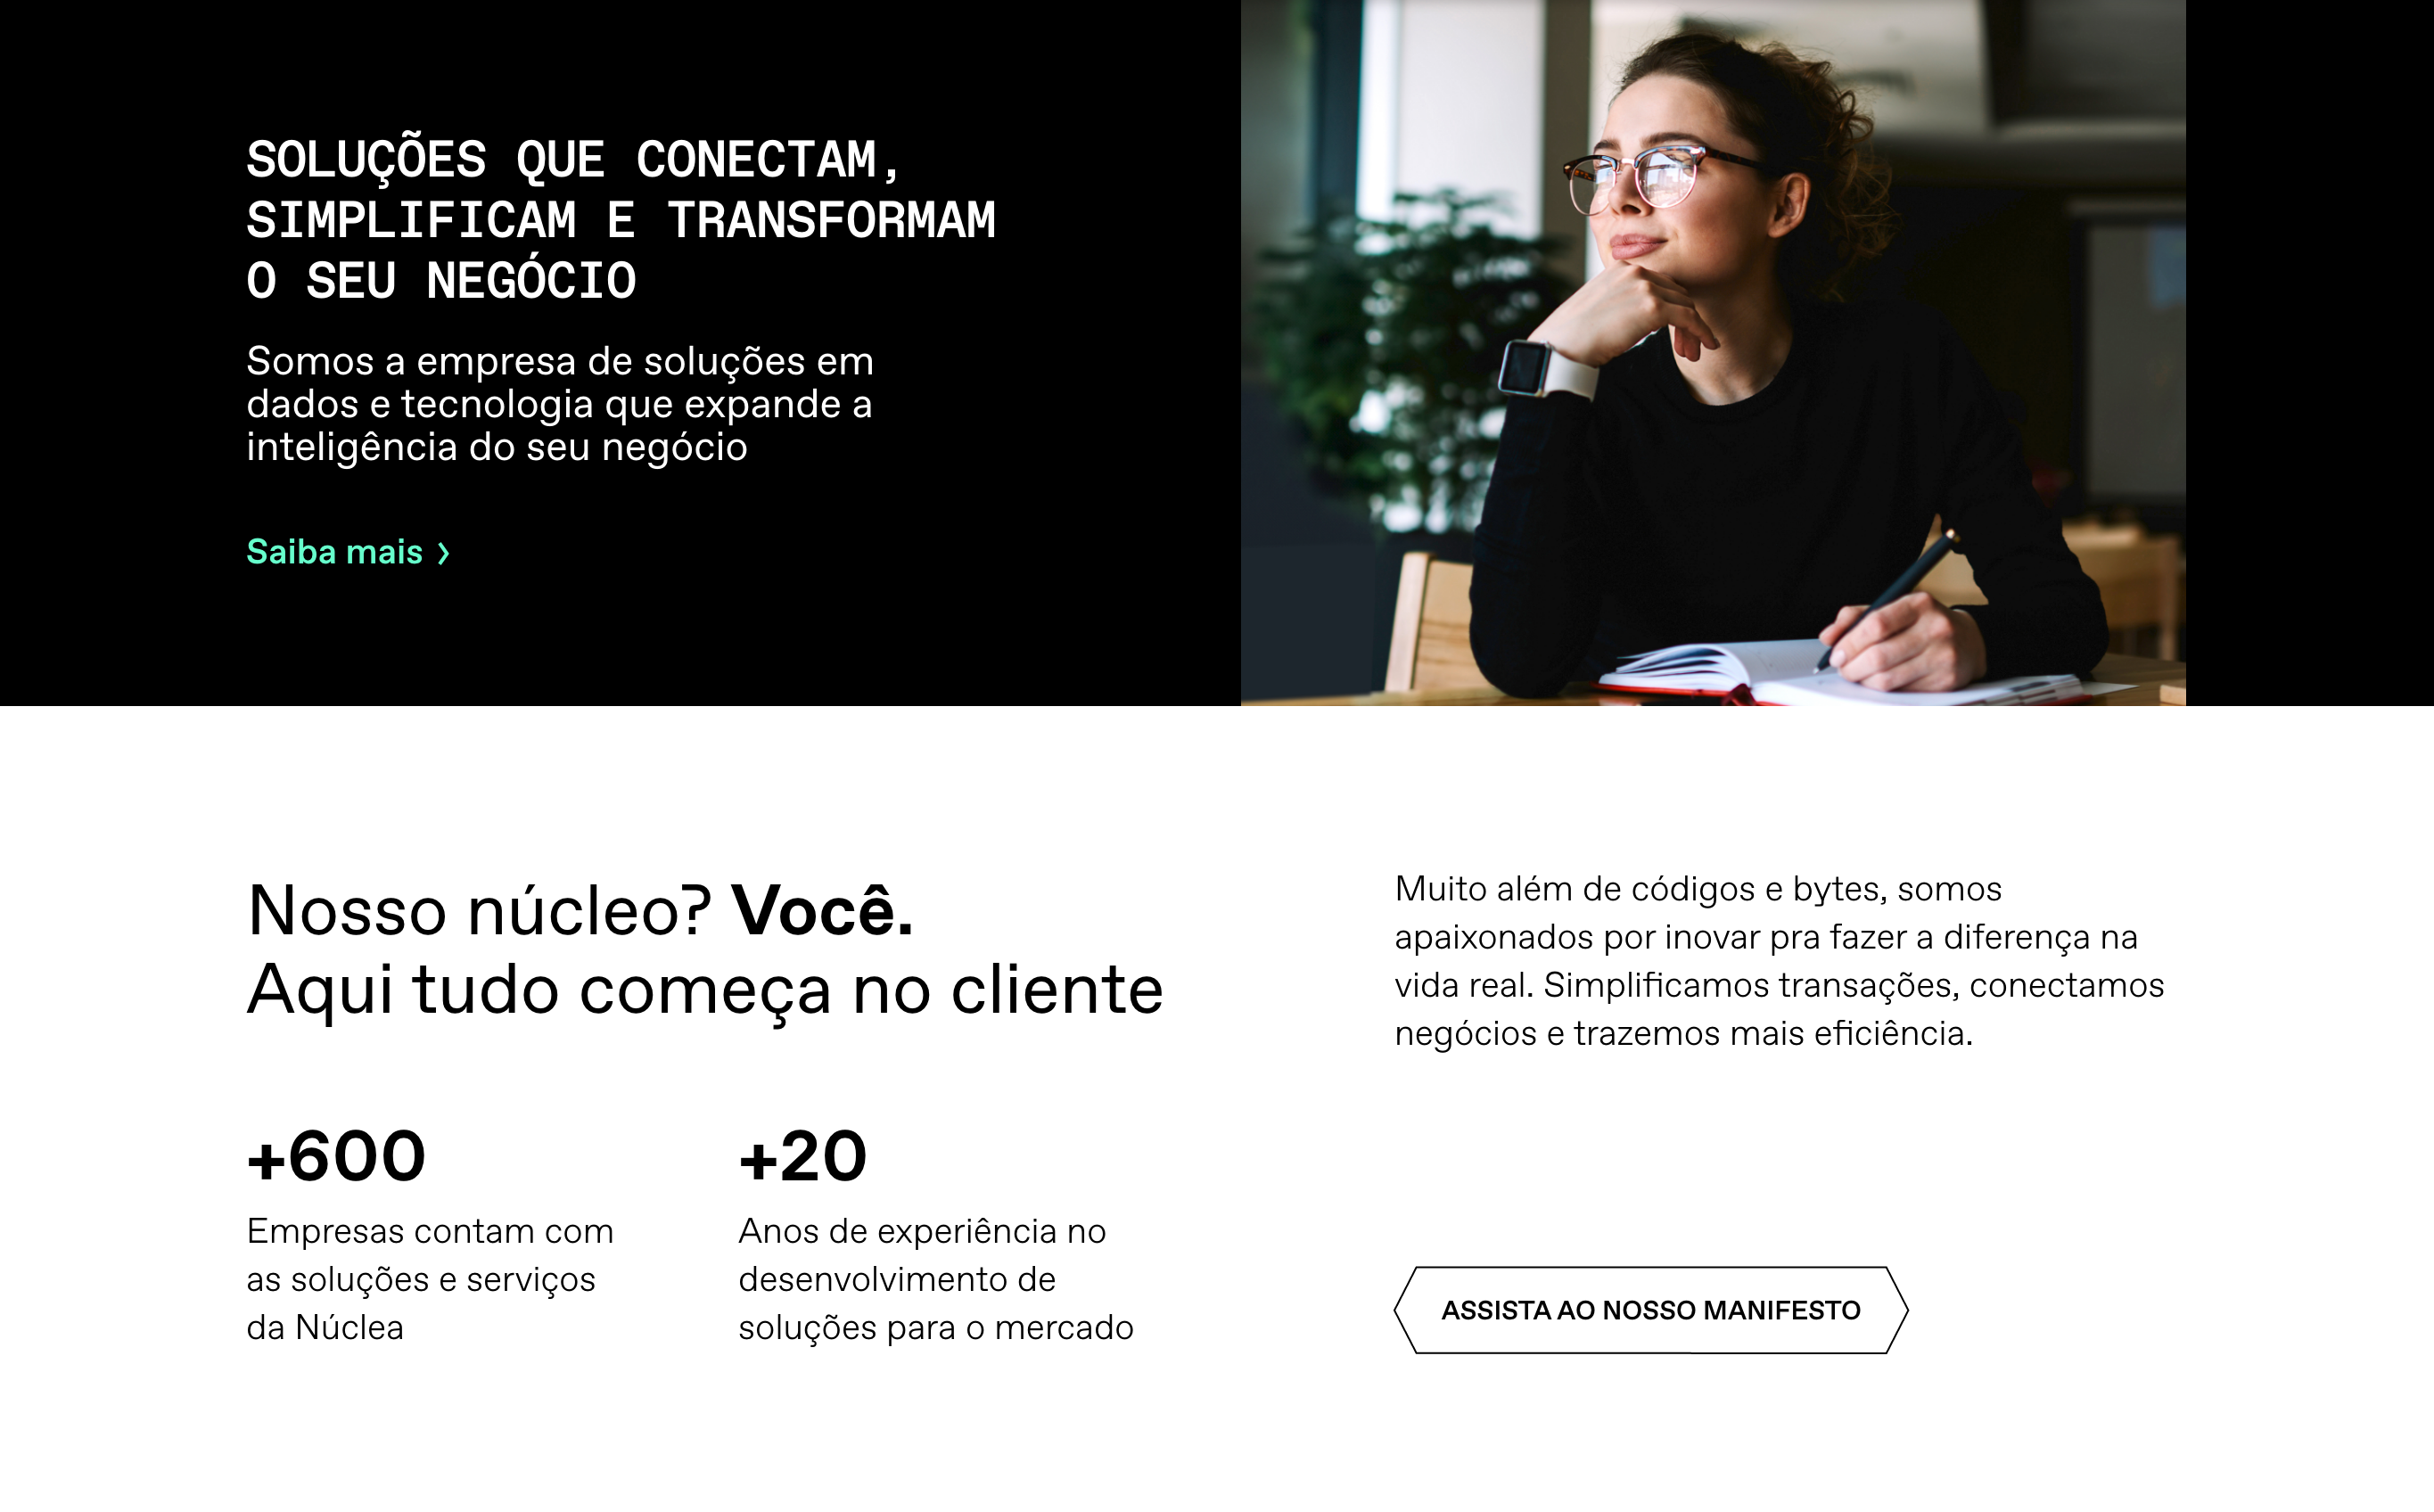 SOLUÇÕES QUE CONECTAM,
SIMPLIFICAM E TRANSFORMAM
O SEU NEGÓCIO
Somos a empresa de soluções em
dados e tecnologia que expande a
inteligência do seu negócio
Saiba mais ›
Nosso núcleo? Você.
Aqui tudo começa no cliente
Muito além de códigos e bytes, somos
apaixonados por inovar pra fazer a diferença na
vida real. Simplificamos transações, conectamos
negócios e trazemos mais eficiência.
+600
Empresas contam com
as soluções e serviços
da Núclea
+20
Anos de experiência no
desenvolvimento de
soluções para o mercado
ASSISTA AO NOSSO MANIFESTO